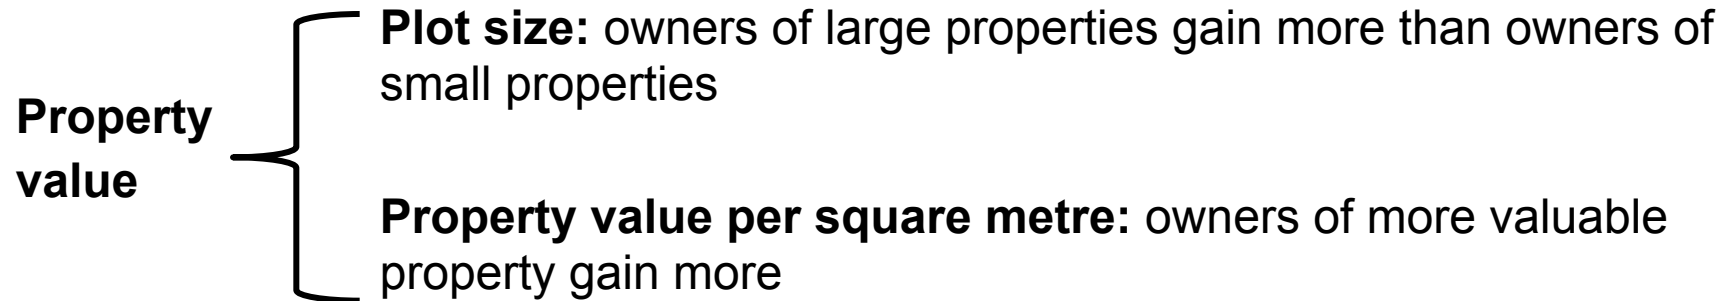 Property
value
Plot size: owners of large properties gain more than owners of
small properties
Property value per square metre: owners of more valuable
property gain more